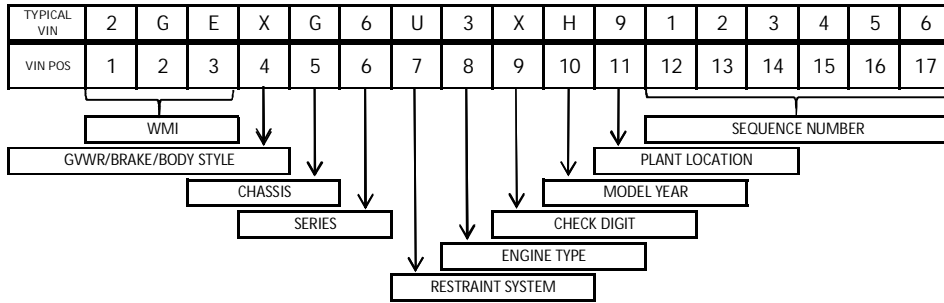 TYPICAL VIN 2 G E X G 6 U 3 X H 9 1 2 3 4 5 6
VIN POS 1 2 3 4 5 6 7 8 9 10 11 12 13 14 15 16 17
WMI SEQUENCE NUMBER
GVWR/BRAKE/BODY STYLE PLANT LOCATION
CHASSIS MODEL YEAR
SERIES CHECK DIGIT
ENGINE TYPE
RESTRAINT SYSTEM